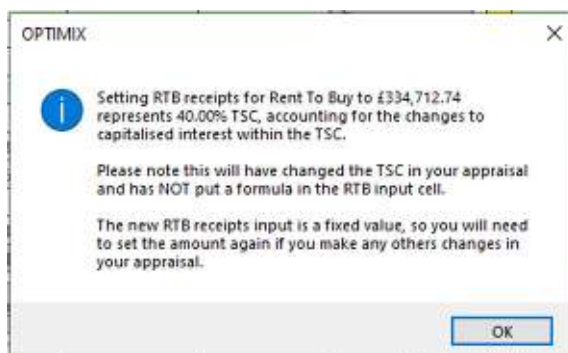 OPTIMIX
Setting RTB receipts for Rent To Buy to £334,712.74
represents 40.00% TSC, accounting for the changes to
capitalised interest within the TSC.
Please note this will have changed the TSC in your appraisal
and has NOT put a formula in the RTB input cell.
The new RTB receipts input is a fixed value, so you will need
to set the amount again if you make any others changes in
your appraisal.
OK